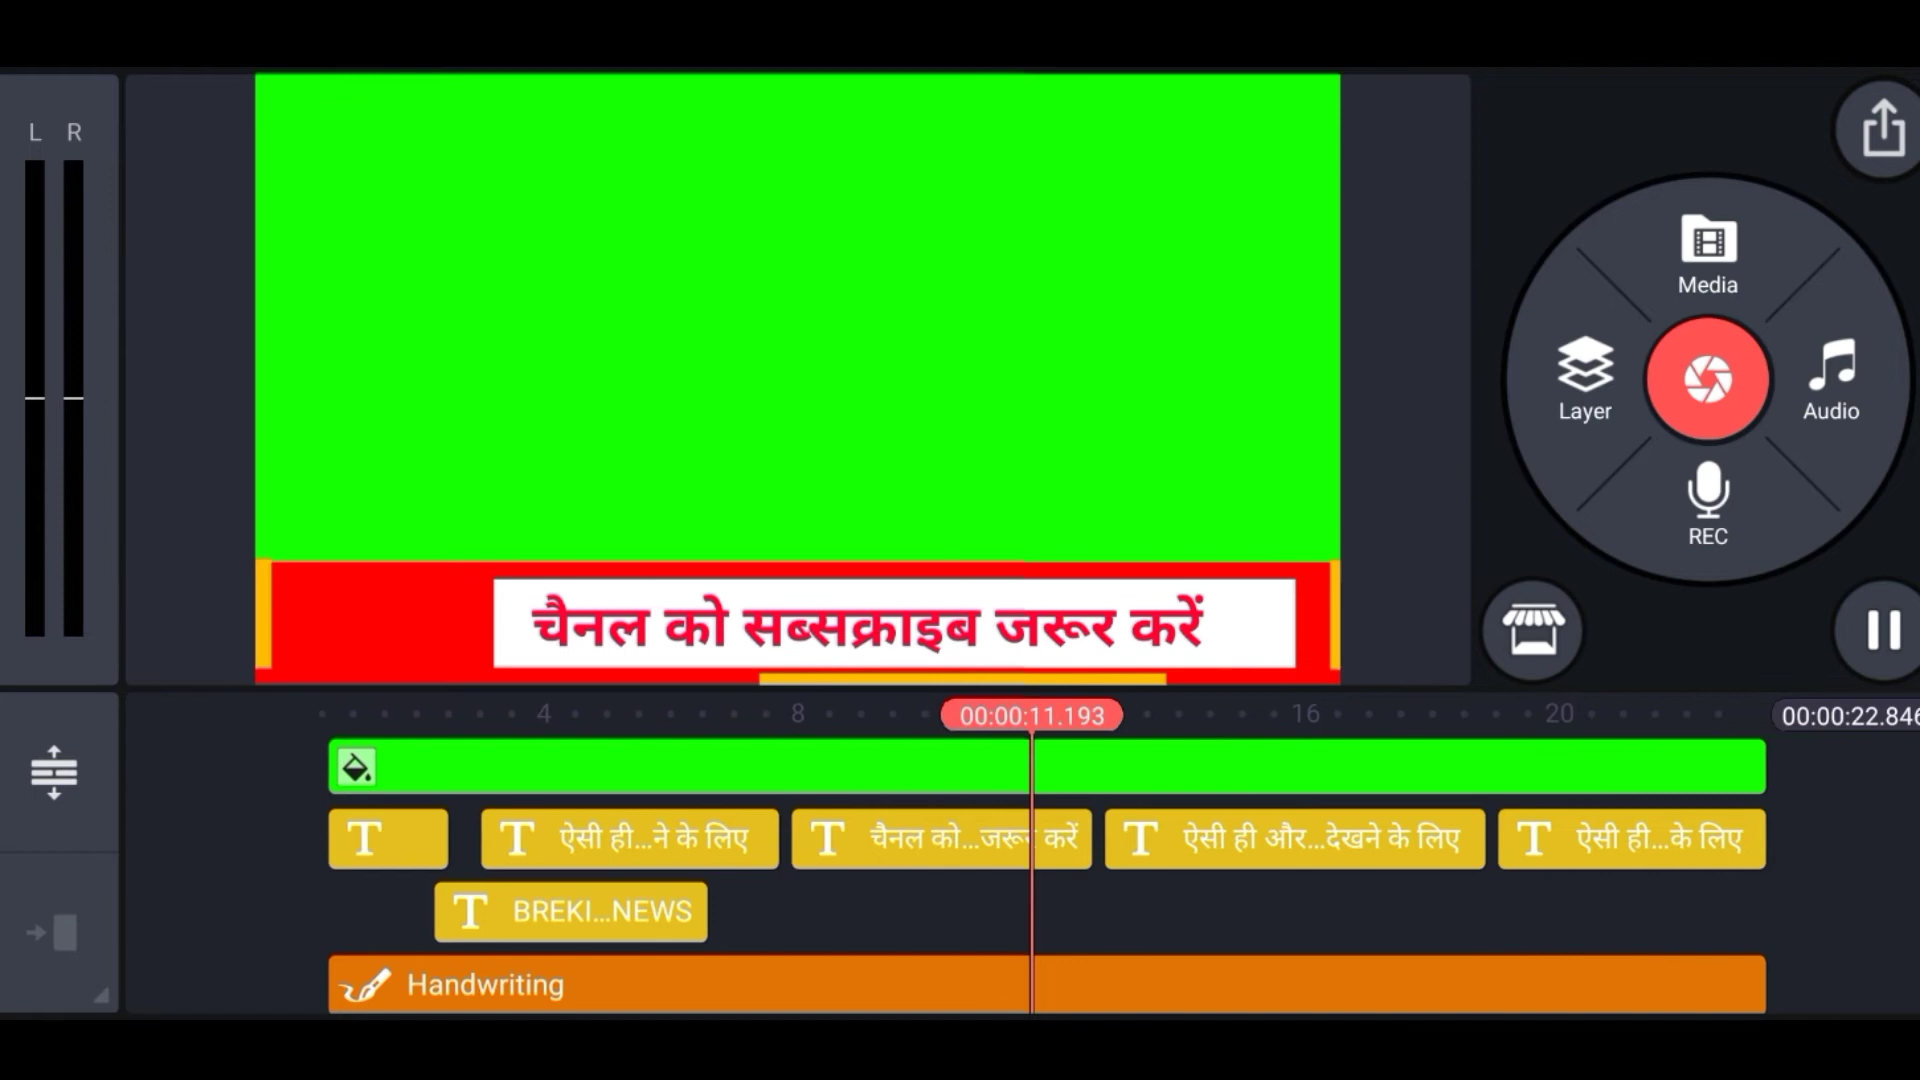 L R
Media
Layer
Audio
REC
चैनल को सब्सक्राइब जरूर करें
4 8 00:00:11.193 16 20 00:00:22.846
T T ऐसी ही...ने के लिए T चैनल को...जरूर करें T ऐसी ही और...देखने के लिए T ऐसी ही...के लिए
T BREKI...NEWS
Handwriting